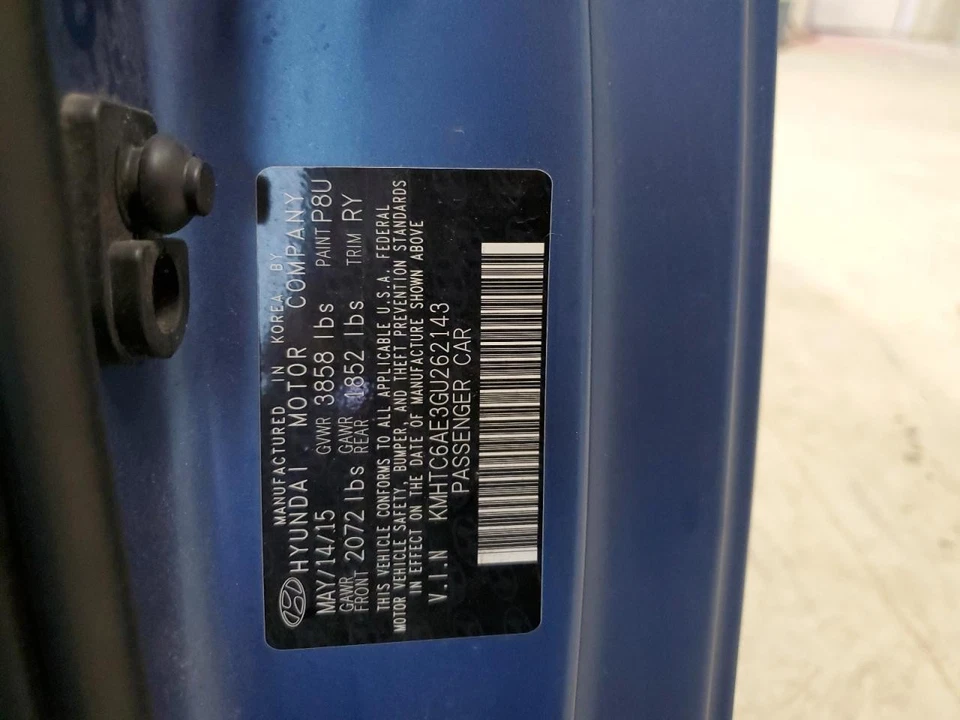 MANUFACTURED IN KOREA BY
HYUNDAI MOTOR COMPANY
MAY/14/15 GVWR 3858 lbs PAINT P8U
GAWR FRONT 2072 lbs GAWR REAR 1852 lbs TRIM RY
THIS VEHICLE CONFORMS TO ALL APPLICABLE U.S.A. FEDERAL
MOTOR VEHICLE SAFETY, BUMPER, AND THEFT PREVENTION STANDARDS
IN EFFECT ON THE DATE OF MANUFACTURE SHOWN ABOVE
V.I.N KMHTC6AE3GU262143
PASSENGER CAR